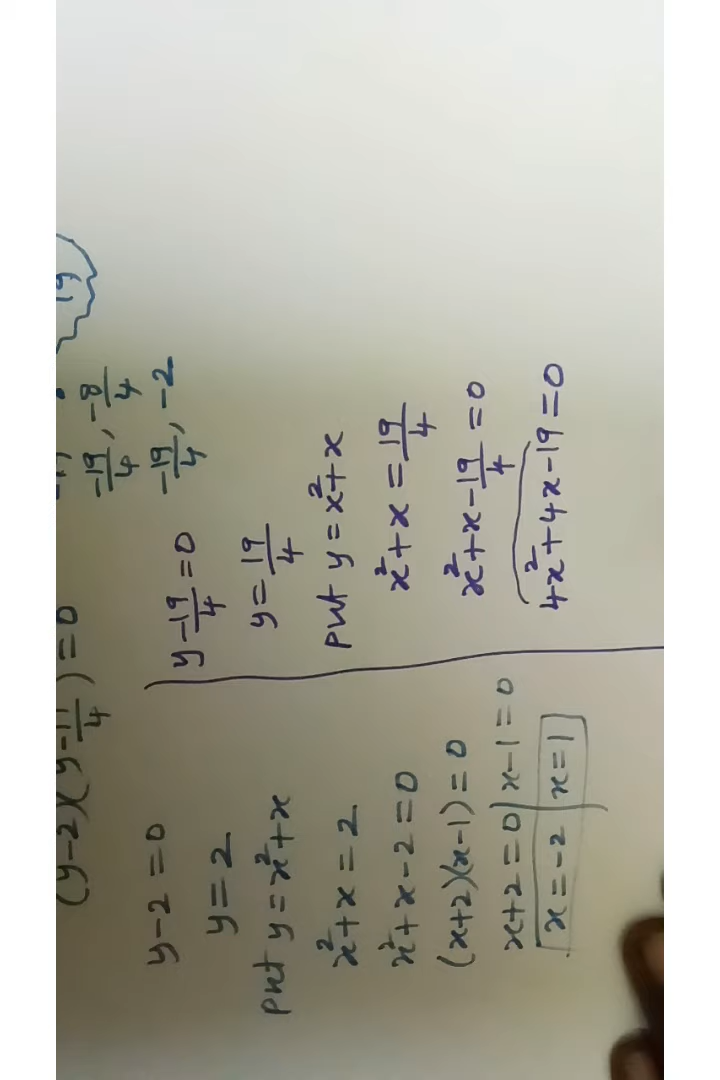 19
-19/4, -8/4
-19/4, -2
(y-2)(y-19/4)=0
y-2=0
y=2
put y=x²+x
x²+x=2
x²+x-2=0
(x+2)(x-1)=0
x+2=0 | x-1=0
x=-2 | x=1
y-19/4=0
y=19/4
put y=x²+x
x²+x=19/4
x²+x-19/4=0
4x²+4x-19=0